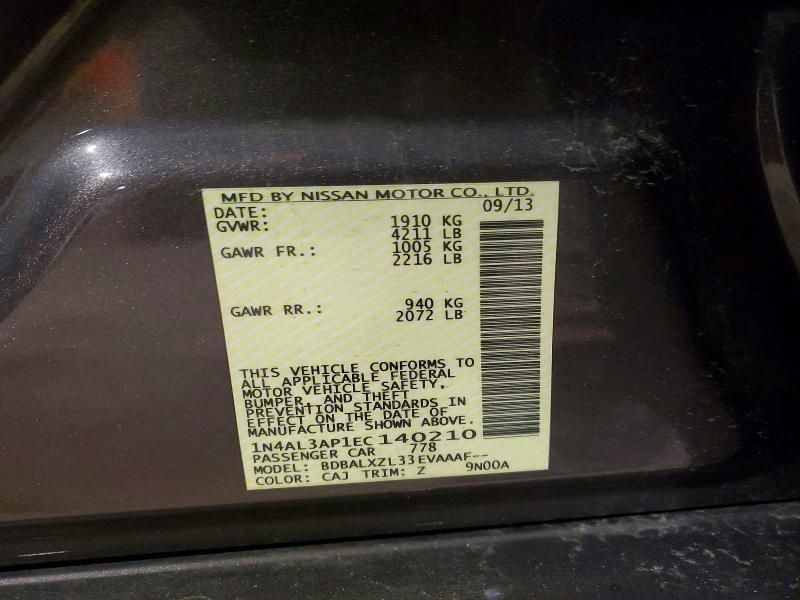 MFD BY NISSAN MOTOR CO., LTD.
DATE: 09/13
GVWR: 1910 KG
4211 LB
GAWR FR.: 1005 KG
2216 LB
GAWR RR.: 940 KG
2072 LB
THIS VEHICLE CONFORMS TO
ALL APPLICABLE FEDERAL
MOTOR VEHICLE SAFETY,
BUMPER, AND THEFT
PREVENTION STANDARDS IN
EFFECT ON THE DATE OF
MANUFACTURE SHOWN ABOVE.
1N4AL3AP1EC140210
PASSENGER CAR 778
MODEL: BDBALXZL33EVAAAF--
COLOR: CAJ TRIM: Z 9N00A